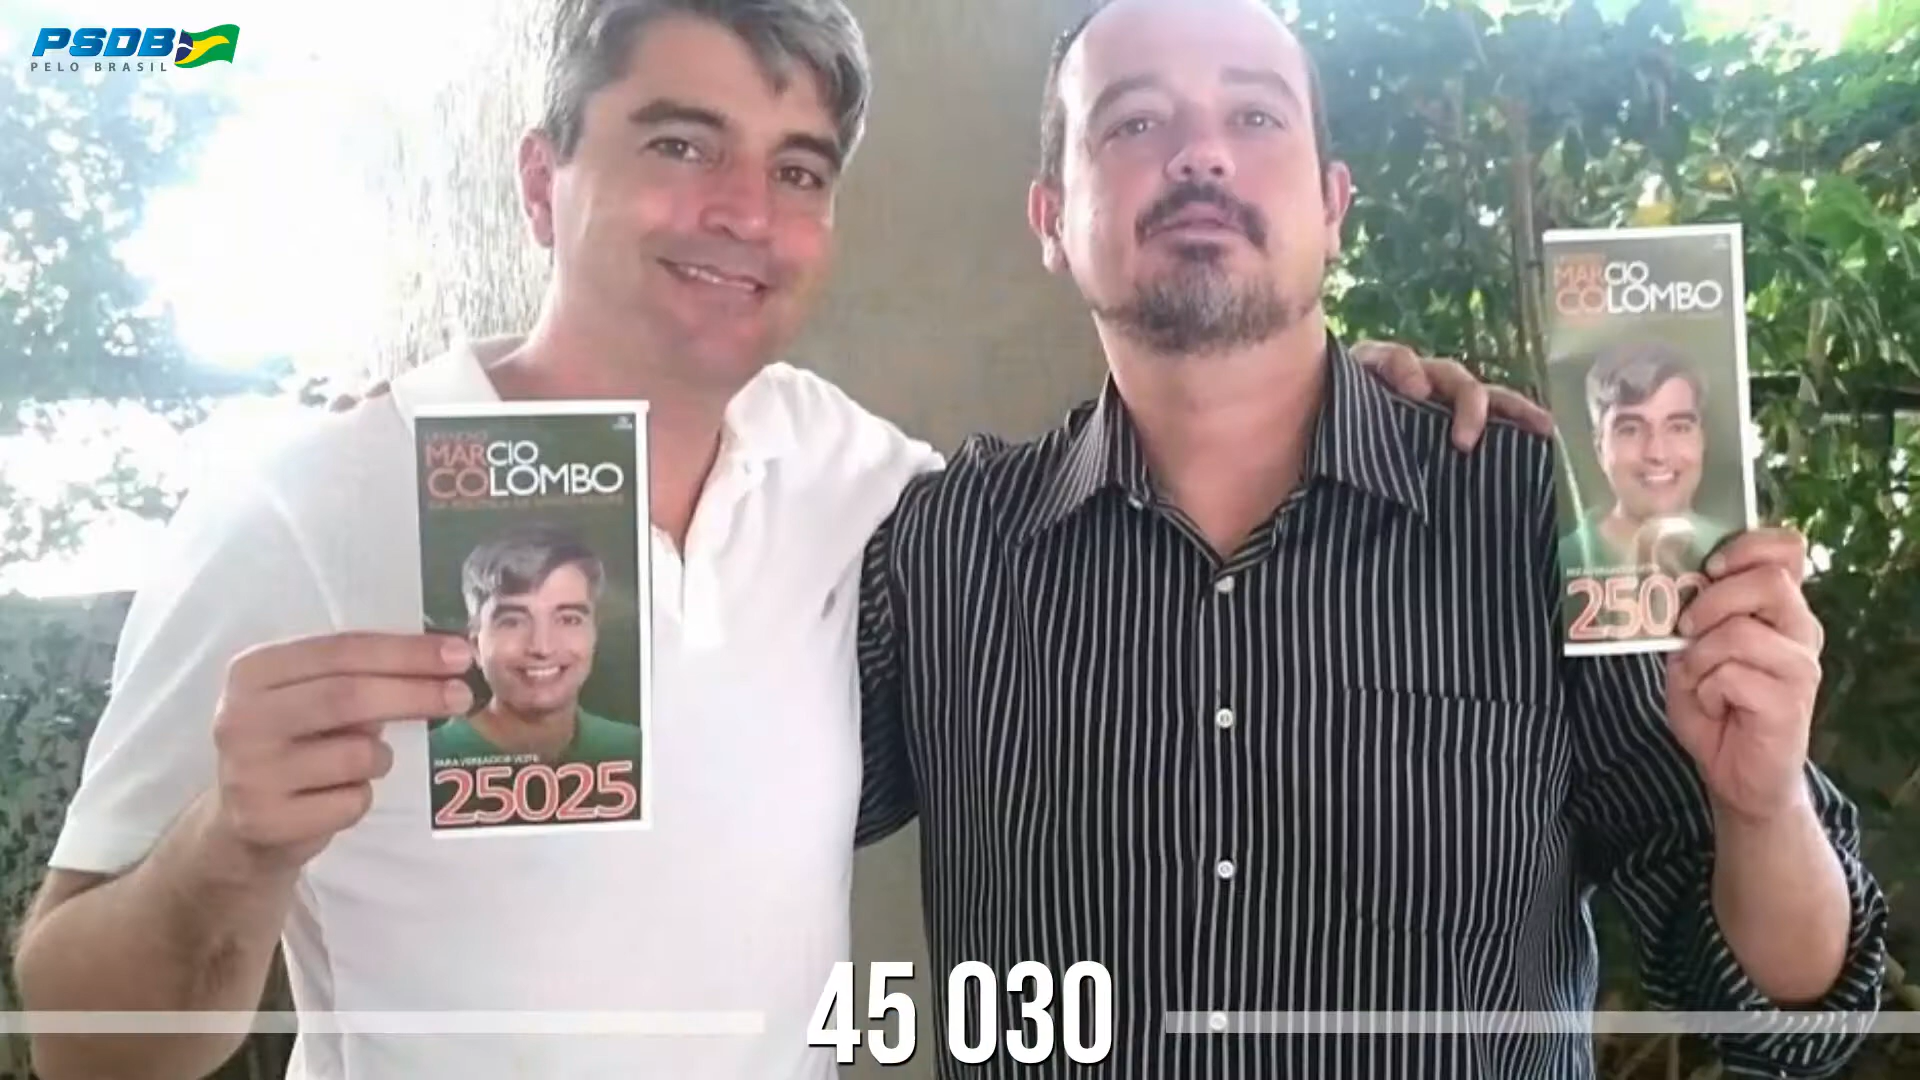 PSDB
PELO BRASIL
MARCIO
COLOMBO
PARA VEREADOR VOTE
25025
MARCIO
COLOMBO
2502
45 030